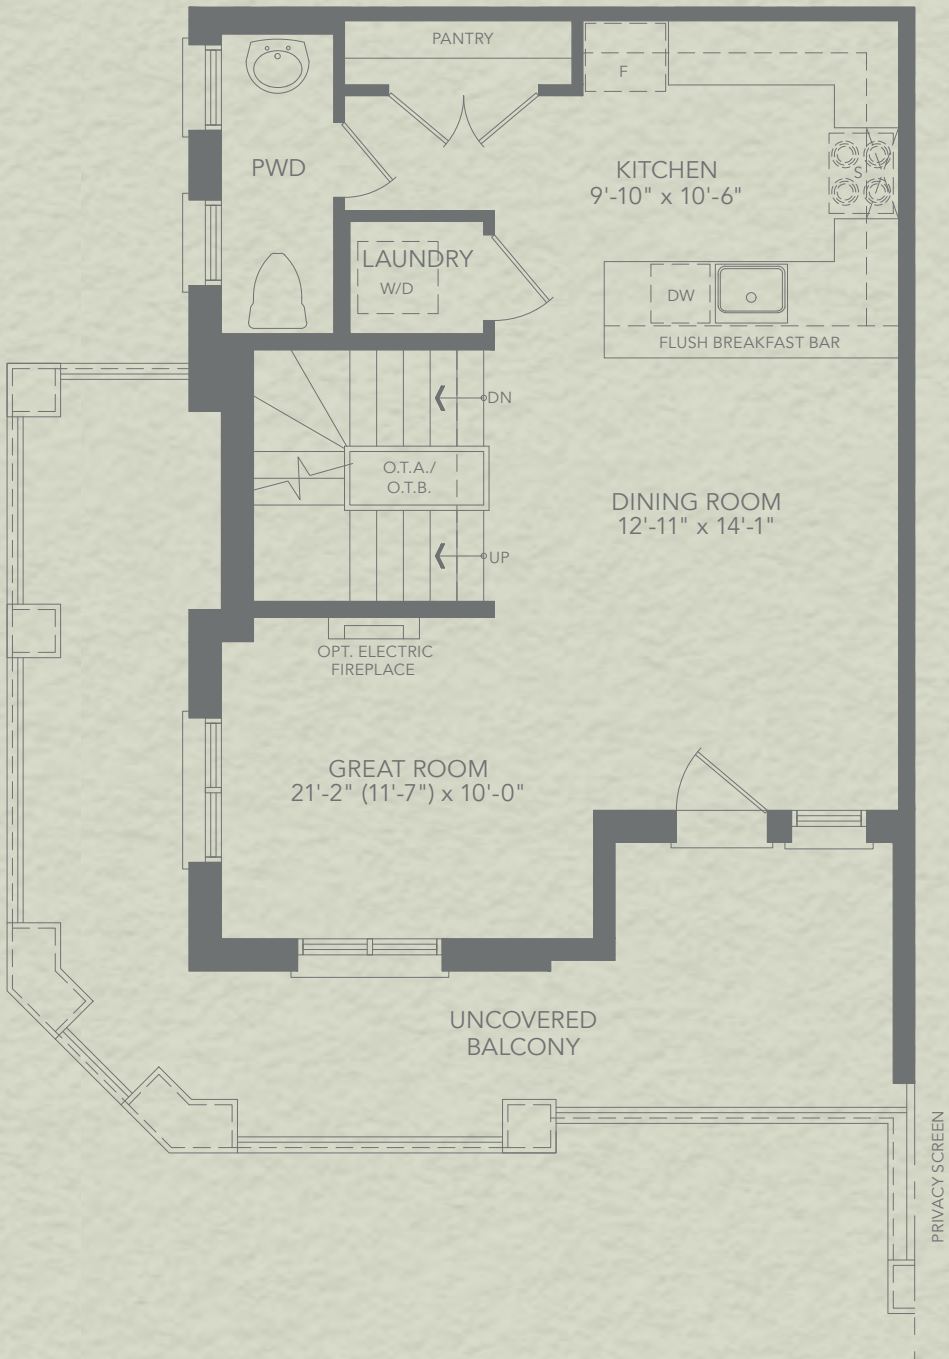 PANTRY
F
PWD
KITCHEN
9'-10" x 10'-6"
S
LAUNDRY
W/D
DW
FLUSH BREAKFAST BAR
DN
O.T.A./
O.T.B.
DINING ROOM
12'-11" x 14'-1"
UP
OPT. ELECTRIC
FIREPLACE
GREAT ROOM
21'-2" (11'-7") x 10'-0"
UNCOVERED
BALCONY
PRIVACY SCREEN